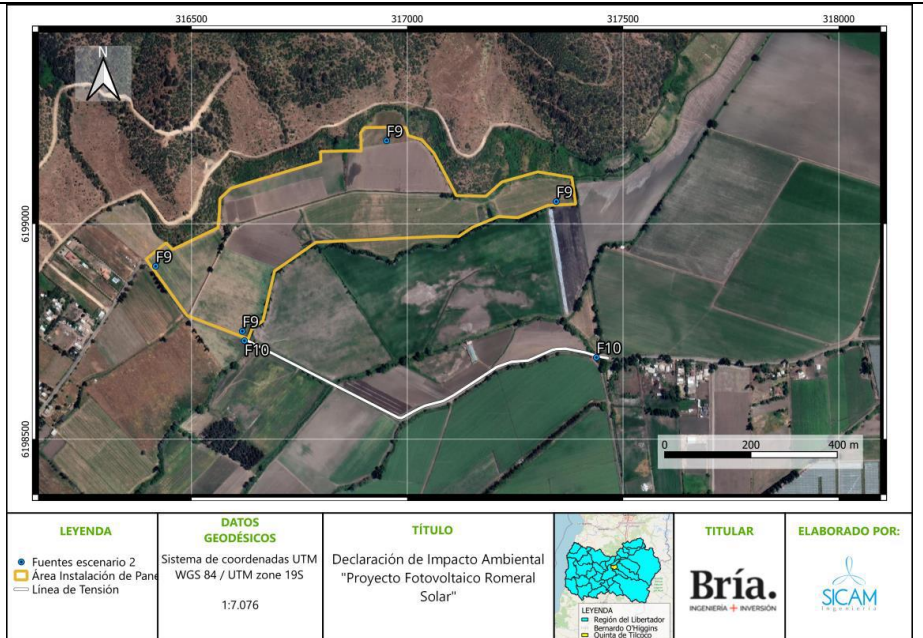 316500 317000 317500 318000
N
6199000
6198500
F9
F9
F9
F9
F10
F10
0 200 400 m
LEYENDA
Fuentes escenario 2
Área Instalación de Pane
Línea de Tensión
DATOS
GEODÉSICOS
Sistema de coordenadas UTM
WGS 84 / UTM zone 19S
1:7.076
TÍTULO
Declaración de Impacto Ambiental
"Proyecto Fotovoltaico Romeral
Solar"
LEYENDA
Región del Libertador
Bernardo O'Higgins
Quinta de Tilcoco
TITULAR
Bría.
INGENIERÍA + INVERSIÓN
ELABORADO POR:
SICAM
Ingeniería